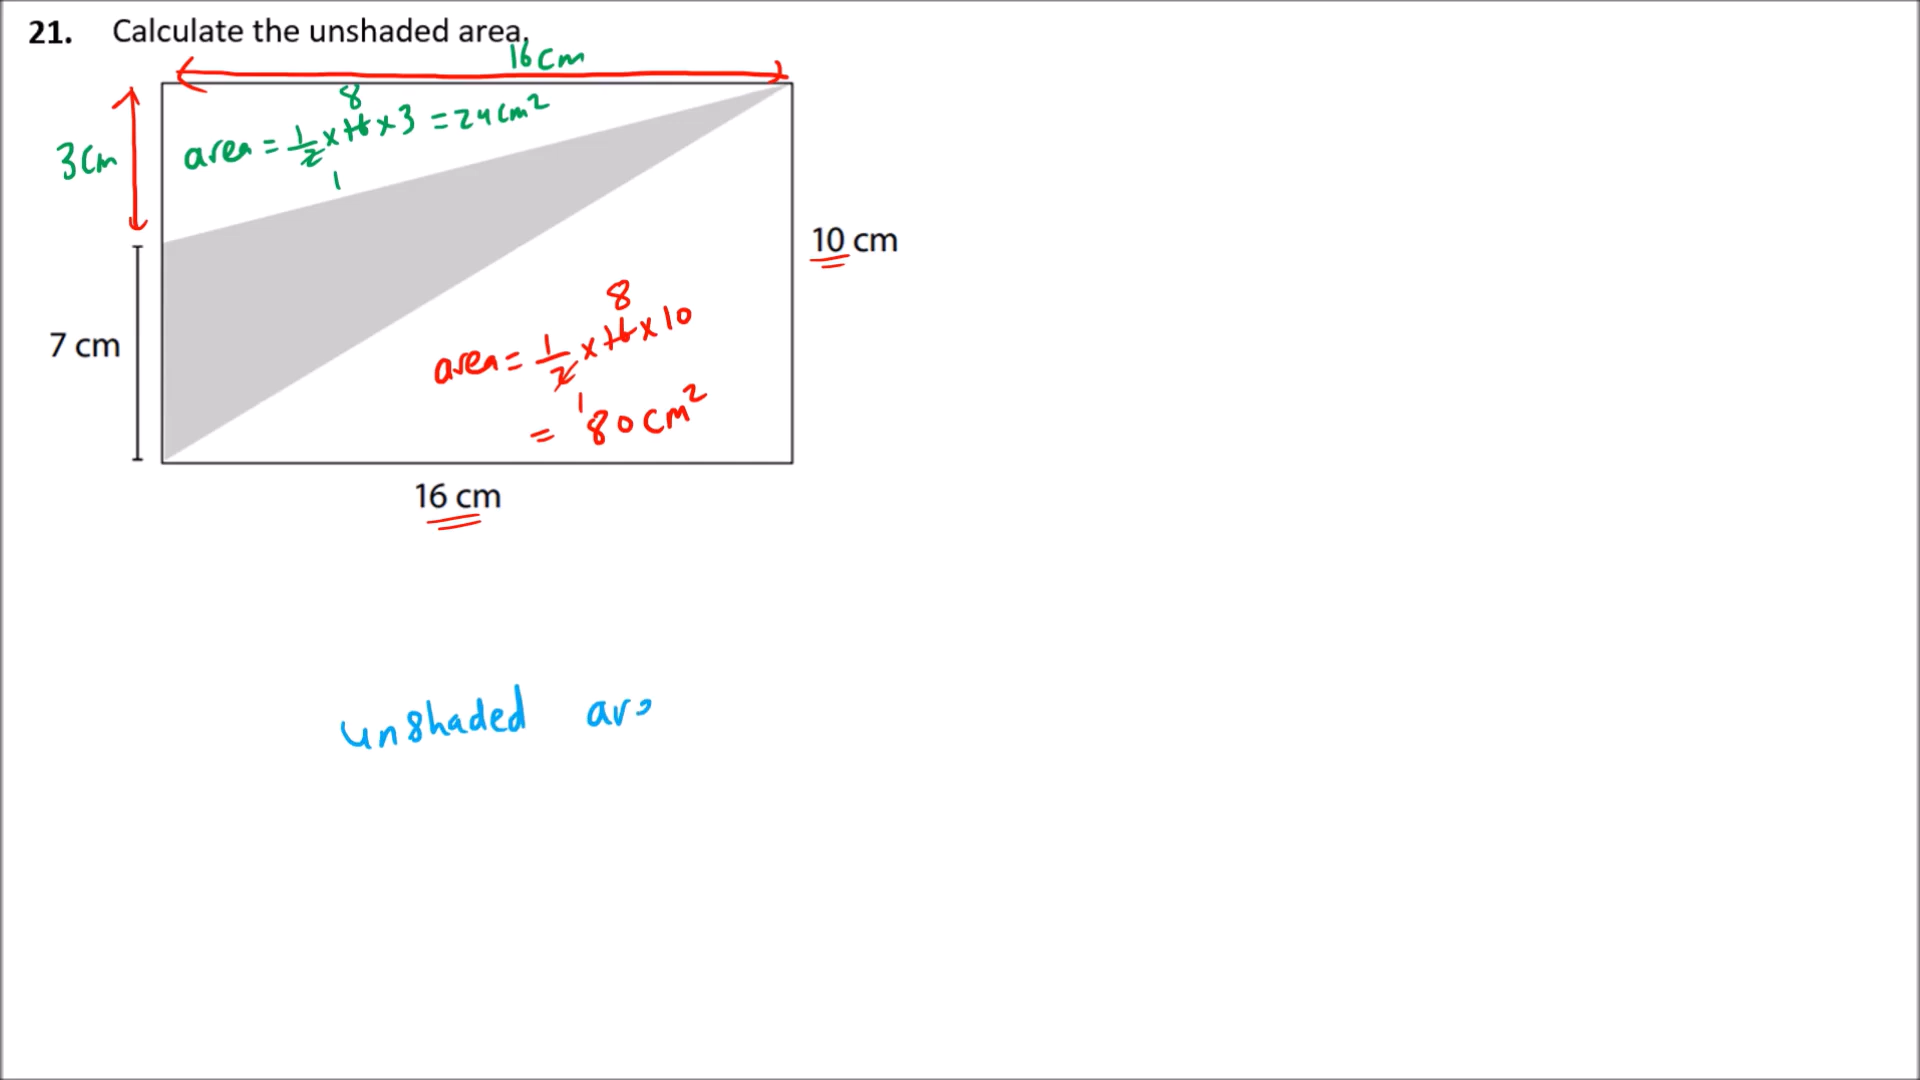 21. Calculate the unshaded area.
16cm
8
area = 1/2 x 16 x 3 = 24cm²
1
3cm
10 cm
7 cm
8
area = 1/2 x 16 x 10
1
= 80cm²
16 cm
unshaded are